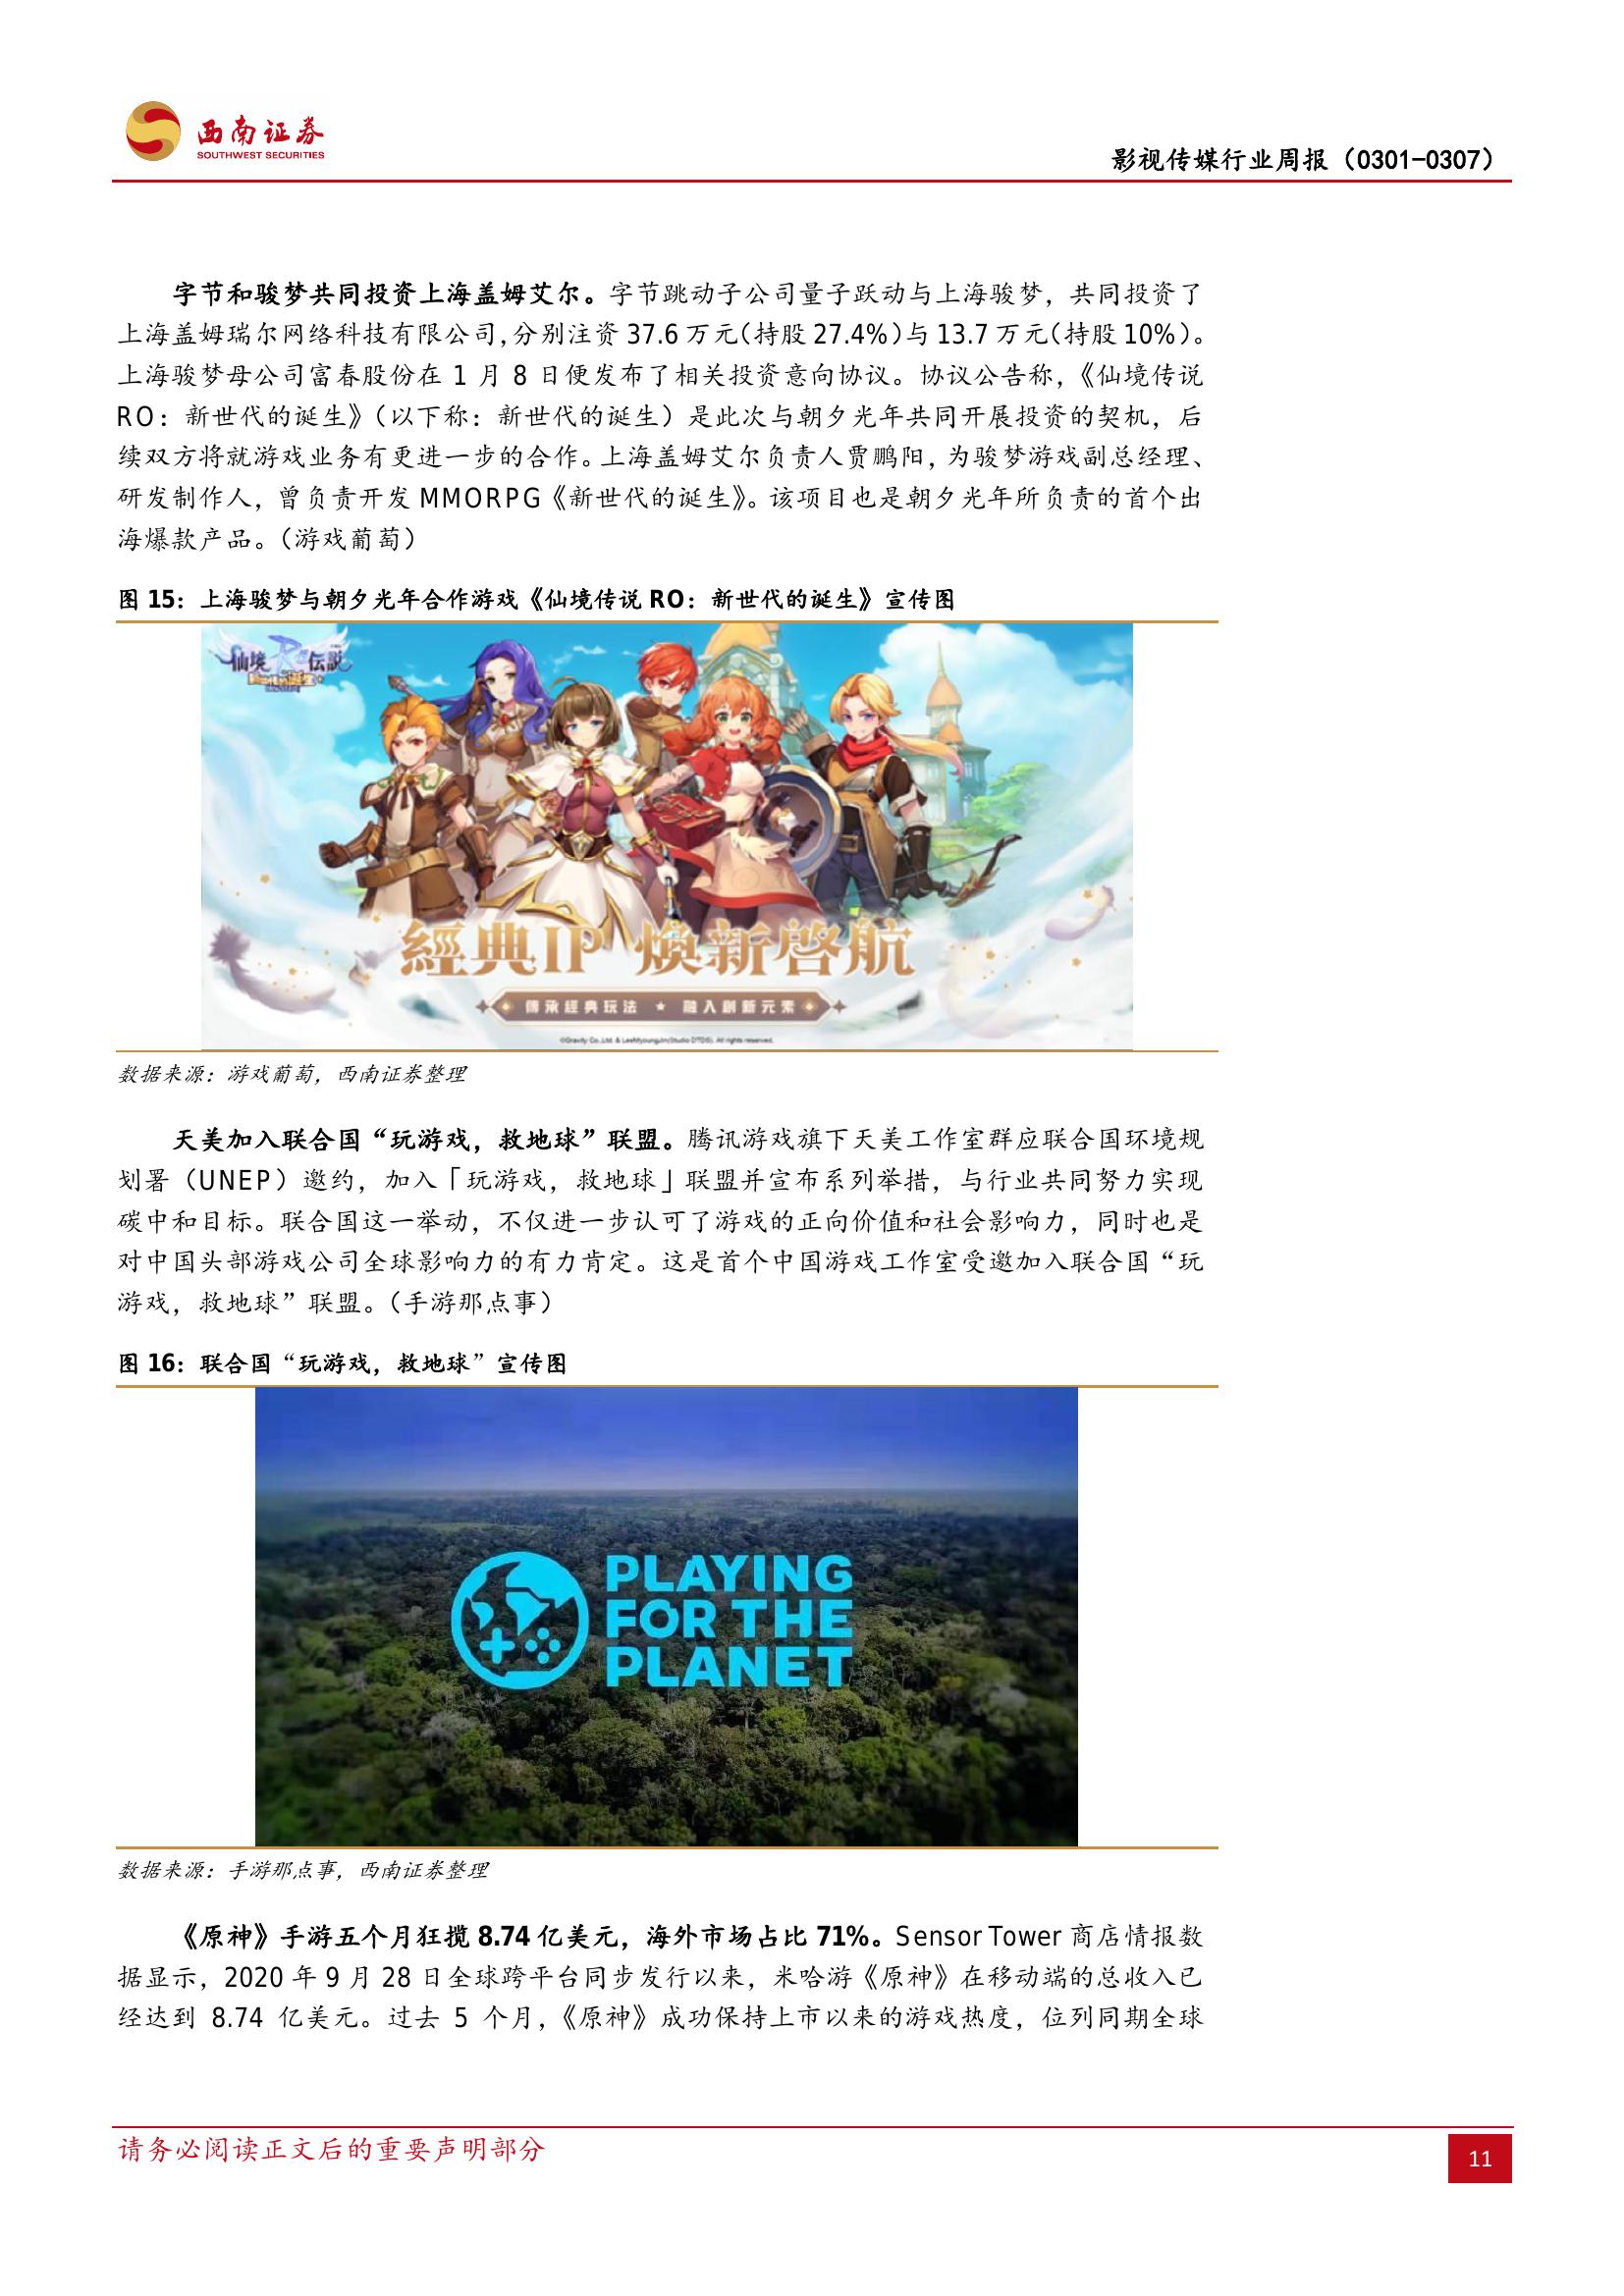 西南证券
SOUTHWEST SECURITIES
影视传媒行业周报（0301-0307）
字节和骏梦共同投资上海盖姆艾尔。字节跳动子公司量子跃动与上海骏梦，共同投资了
上海盖姆瑞尔网络科技有限公司,分别注资 37.6 万元（持股 27.4%）与 13.7 万元（持股 10%）。
上海骏梦母公司富春股份在 1 月 8 日便发布了相关投资意向协议。协议公告称，《仙境传说
RO：新世代的诞生》（以下称：新世代的诞生）是此次与朝夕光年共同开展投资的契机，后
续双方将就游戏业务有更进一步的合作。上海盖姆艾尔负责人贾鹏阳，为骏梦游戏副总经理、
研发制作人，曾负责开发 MMORPG《新世代的诞生》。该项目也是朝夕光年所负责的首个出
海爆款产品。（游戏葡萄）
图 15：上海骏梦与朝夕光年合作游戏《仙境传说 RO：新世代的诞生》宣传图
仙境 RO 伝説
新世代的诞生
經典IP 煥新啓航
傳承經典玩法 ★ 融入創新元素
©Gravity Co.,Ltd. & LeeMyoungJin(Studio DTDS). All rights reserved.
数据来源：游戏葡萄，西南证券整理
天美加入联合国“玩游戏，救地球”联盟。腾讯游戏旗下天美工作室群应联合国环境规
划署（UNEP）邀约，加入「玩游戏，救地球」联盟并宣布系列举措，与行业共同努力实现
碳中和目标。联合国这一举动，不仅进一步认可了游戏的正向价值和社会影响力，同时也是
对中国头部游戏公司全球影响力的有力肯定。这是首个中国游戏工作室受邀加入联合国“玩
游戏，救地球”联盟。（手游那点事）
图 16：联合国“玩游戏，救地球”宣传图
PLAYING
FOR THE
PLANET
数据来源：手游那点事，西南证券整理
《原神》手游五个月狂揽 8.74 亿美元，海外市场占比 71%。Sensor Tower 商店情报数
据显示，2020 年 9 月 28 日全球跨平台同步发行以来，米哈游《原神》在移动端的总收入已
经达到 8.74 亿美元。过去 5 个月，《原神》成功保持上市以来的游戏热度，位列同期全球
请务必阅读正文后的重要声明部分
11